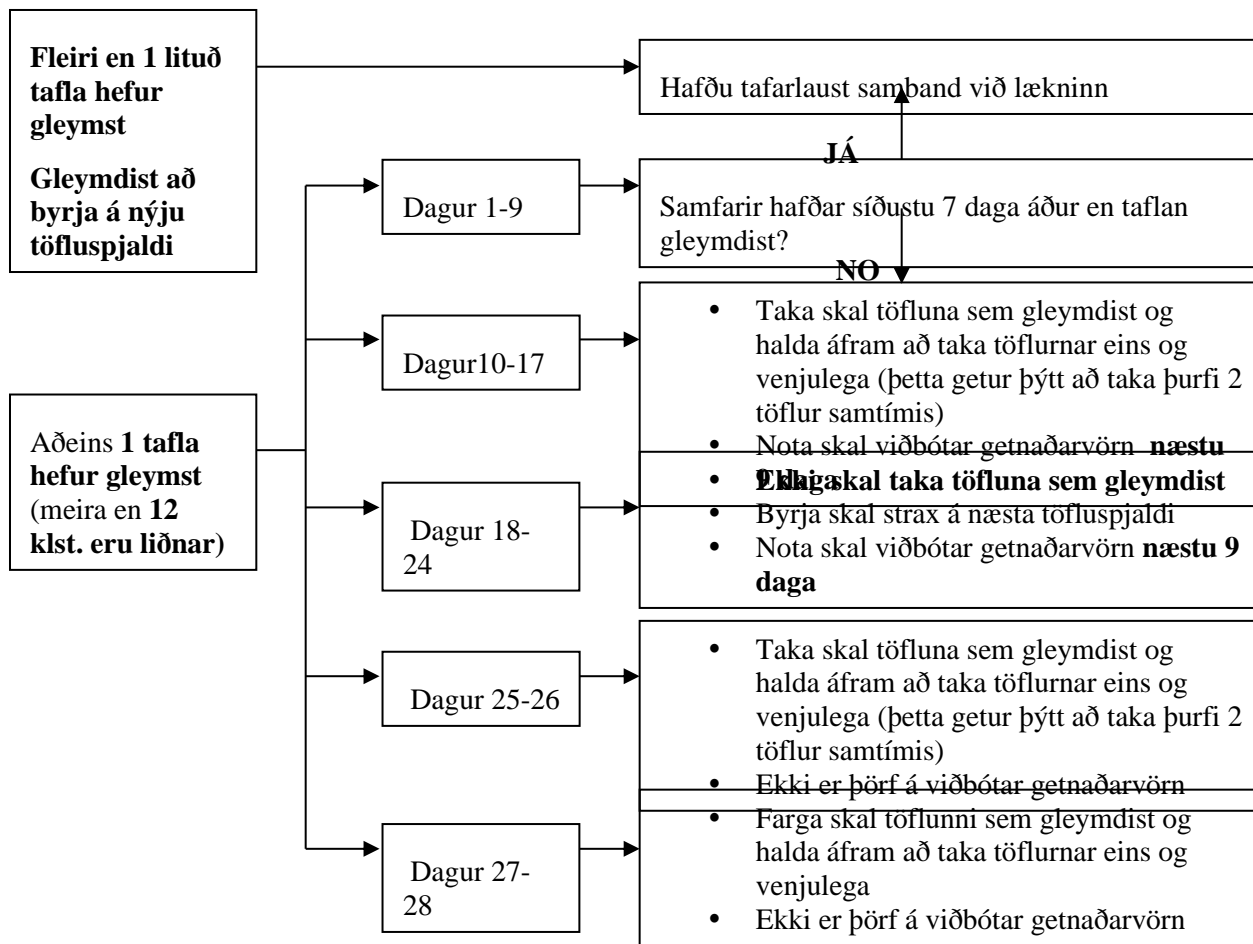 Fleiri en 1 lituð
tafla hefur
gleymst
Gleymdist að
byrja á nýju
töfluspjaldi
Hafðu tafarlaust samband við lækninn
JÁ
Dagur 1-9
Samfarir hafðar síðustu 7 daga áður en taflan
gleymdist?
NO
Dagur10-17
• Taka skal töfluna sem gleymdist og
halda áfram að taka töflurnar eins og
venjulega (þetta getur þýtt að taka þurfi 2
töflur samtímis)
• Nota skal viðbótar getnaðarvörn næstu
9 daga
Aðeins 1 tafla
hefur gleymst
(meira en 12
klst. eru liðnar)
Dagur 18-
24
• Ekki skal taka töfluna sem gleymdist
• Byrja skal strax á næsta töfluspjaldi
• Nota skal viðbótar getnaðarvörn næstu 9
daga
Dagur 25-26
• Taka skal töfluna sem gleymdist og
halda áfram að taka töflurnar eins og
venjulega (þetta getur þýtt að taka þurfi 2
töflur samtímis)
• Ekki er þörf á viðbótar getnaðarvörn
Dagur 27-
28
• Farga skal töflunni sem gleymdist og
halda áfram að taka töflurnar eins og
venjulega
• Ekki er þörf á viðbótar getnaðarvörn